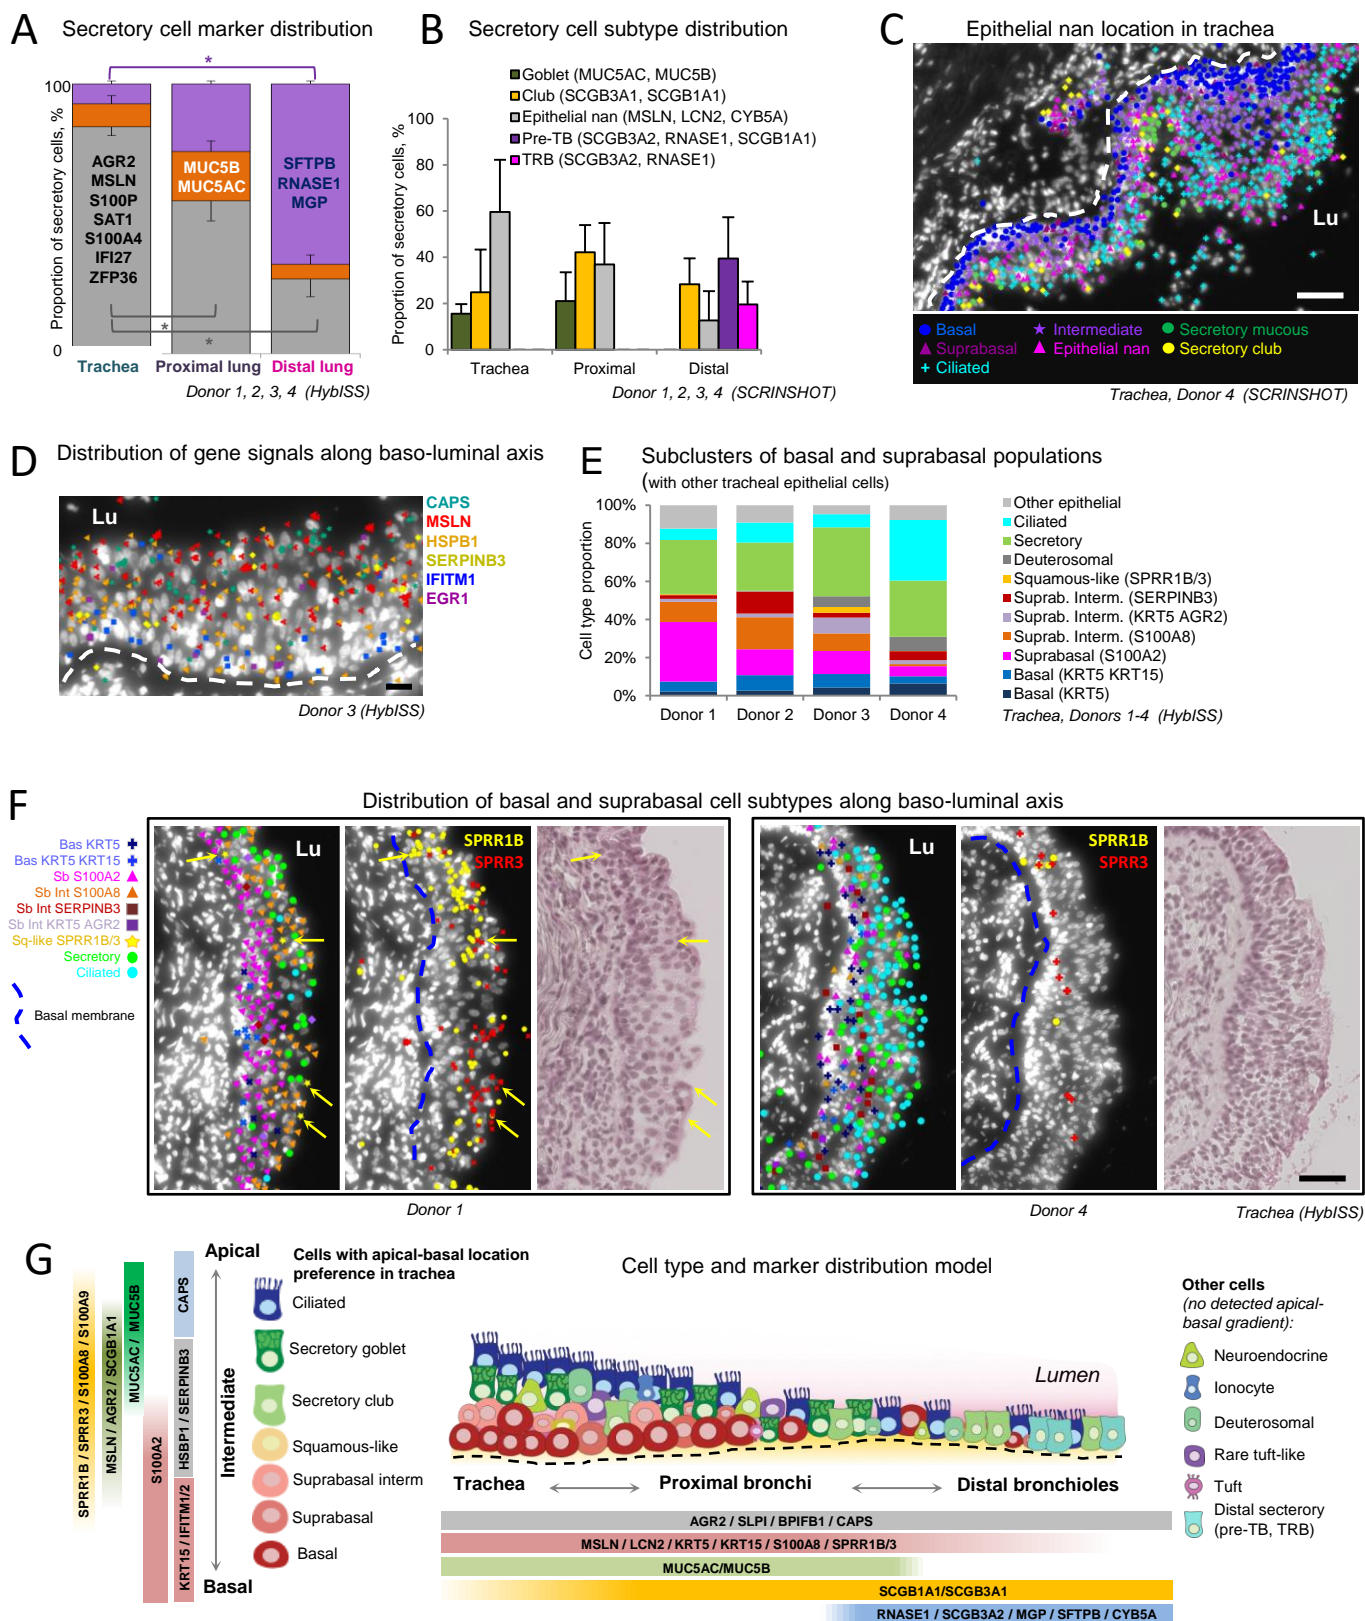 A Secretory cell marker distribution
*
Proportion of secretory cells, %
100
0
AGR2
MSLN
S100P
SAT1
S100A4
IFI27
ZFP36
MUC5B
MUC5AC
SFTPB
RNASE1
MGP
*
*
Trachea
Proximal lung
Distal lung
Donor 1, 2, 3, 4 (HybISS)
B Secretory cell subtype distribution
Goblet (MUC5AC, MUC5B)
Club (SCGB3A1, SCGB1A1)
Epithelial nan (MSLN, LCN2, CYB5A)
Pre-TB (SCGB3A2, RNASE1, SCGB1A1)
TRB (SCGB3A2, RNASE1)
Proportion of secretory cells, %
100
80
60
40
20
0
Trachea
Proximal
Distal
Donor 1, 2, 3, 4 (SCRINSHOT)
C Epithelial nan location in trachea
Lu
Basal
Intermediate
Secretory mucous
Suprabasal
Epithelial nan
Secretory club
Ciliated
Trachea, Donor 4 (SCRINSHOT)
D Distribution of gene signals along baso-luminal axis
Lu
CAPS
MSLN
HSPB1
SERPINB3
IFITM1
EGR1
Donor 3 (HybISS)
E Subclusters of basal and suprabasal populations
(with other tracheal epithelial cells)
Cell type proportion
100%
80%
60%
40%
20%
0%
Donor 1
Donor 2
Donor 3
Donor 4
Other epithelial
Ciliated
Secretory
Deuterosomal
Squamous-like (SPRR1B/3)
Suprab. Interm. (SERPINB3)
Suprab. Interm. (KRT5 AGR2)
Suprab. Interm. (S100A8)
Suprabasal (S100A2)
Basal (KRT5 KRT15)
Basal (KRT5)
Trachea, Donors 1-4 (HybISS)
F Distribution of basal and suprabasal cell subtypes along baso-luminal axis
Bas KRT5
Bas KRT5 KRT15
Sb S100A2
Sb Int S100A8
Sb Int SERPINB3
Sb Int KRT5 AGR2
Sq-like SPRR1B/3
Secretory
Ciliated
Basal membrane
Lu
SPRR1B
SPRR3
Donor 1
Lu
SPRR1B
SPRR3
Donor 4
Trachea (HybISS)
G
SPRR1B / SPRR3 / S100A8 / S100A9
MSLN / AGR2 / SCGB1A1
MUC5AC / MUC5B
S100A2
CAPS
HSBP1 / SERPINB3
KRT15 / IFITM1/2
Apical
Intermediate
Basal
Cells with apical-basal location
preference in trachea
Ciliated
Secretory goblet
Secretory club
Squamous-like
Suprabasal interm
Suprabasal
Basal
Cell type and marker distribution model
Lumen
Trachea
Proximal bronchi
Distal bronchioles
AGR2 / SLPI / BPIFB1 / CAPS
MSLN / LCN2 / KRT5 / KRT15 / S100A8 / SPRR1B/3
MUC5AC/MUC5B
SCGB1A1/SCGB3A1
RNASE1 / SCGB3A2 / MGP / SFTPB / CYB5A
Other cells
(no detected apical-
basal gradient):
Neuroendocrine
Ionocyte
Deuterosomal
Rare tuft-like
Tuft
Distal secterory
(pre-TB, TRB)